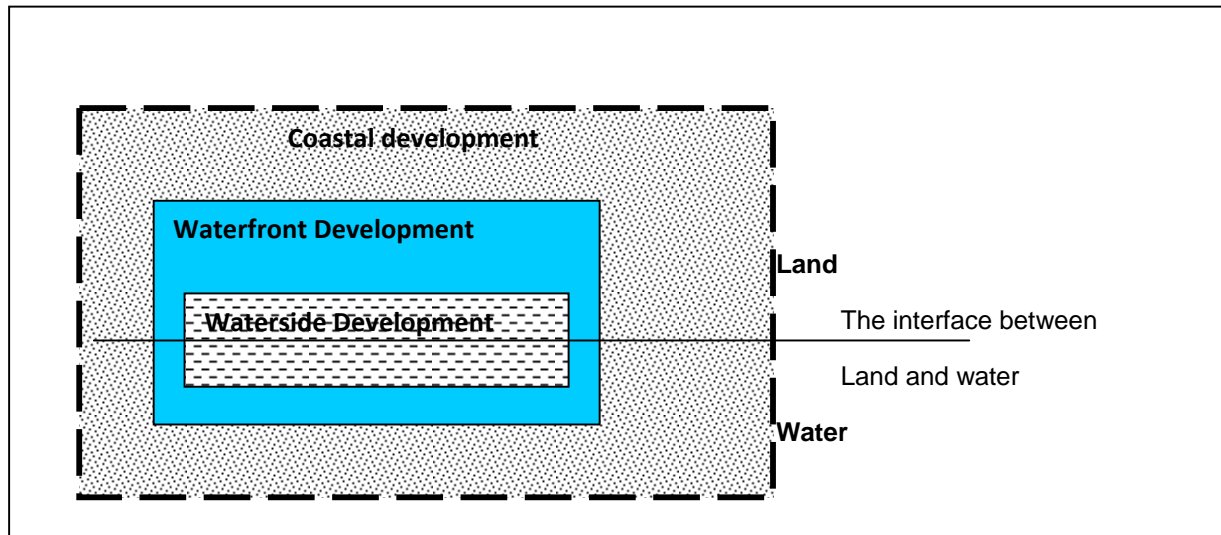 Coastal development
Waterfront Development
Land
Waterside Development
The interface between
Land and water
Water